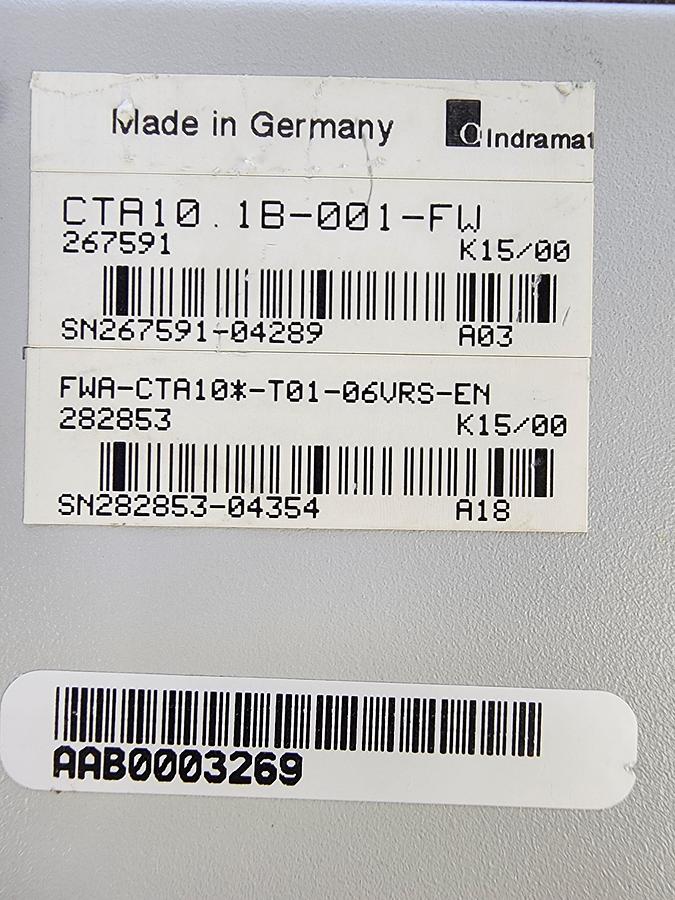 Made in Germany
Indramat
CTA10.1B-001-FW
267591 K15/00
SN267591-04289 A03
FWA-CTA10*-T01-06VRS-EN
282853 K15/00
SN282853-04354 A18
AAB0003269